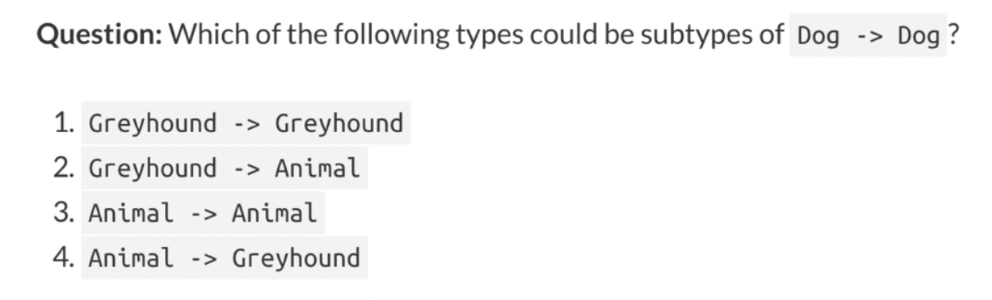 Question: Which of the following types could be subtypes of Dog -> Dog ?
1. Greyhound -> Greyhound
2. Greyhound -> Animal
3. Animal -> Animal
4. Animal -> Greyhound